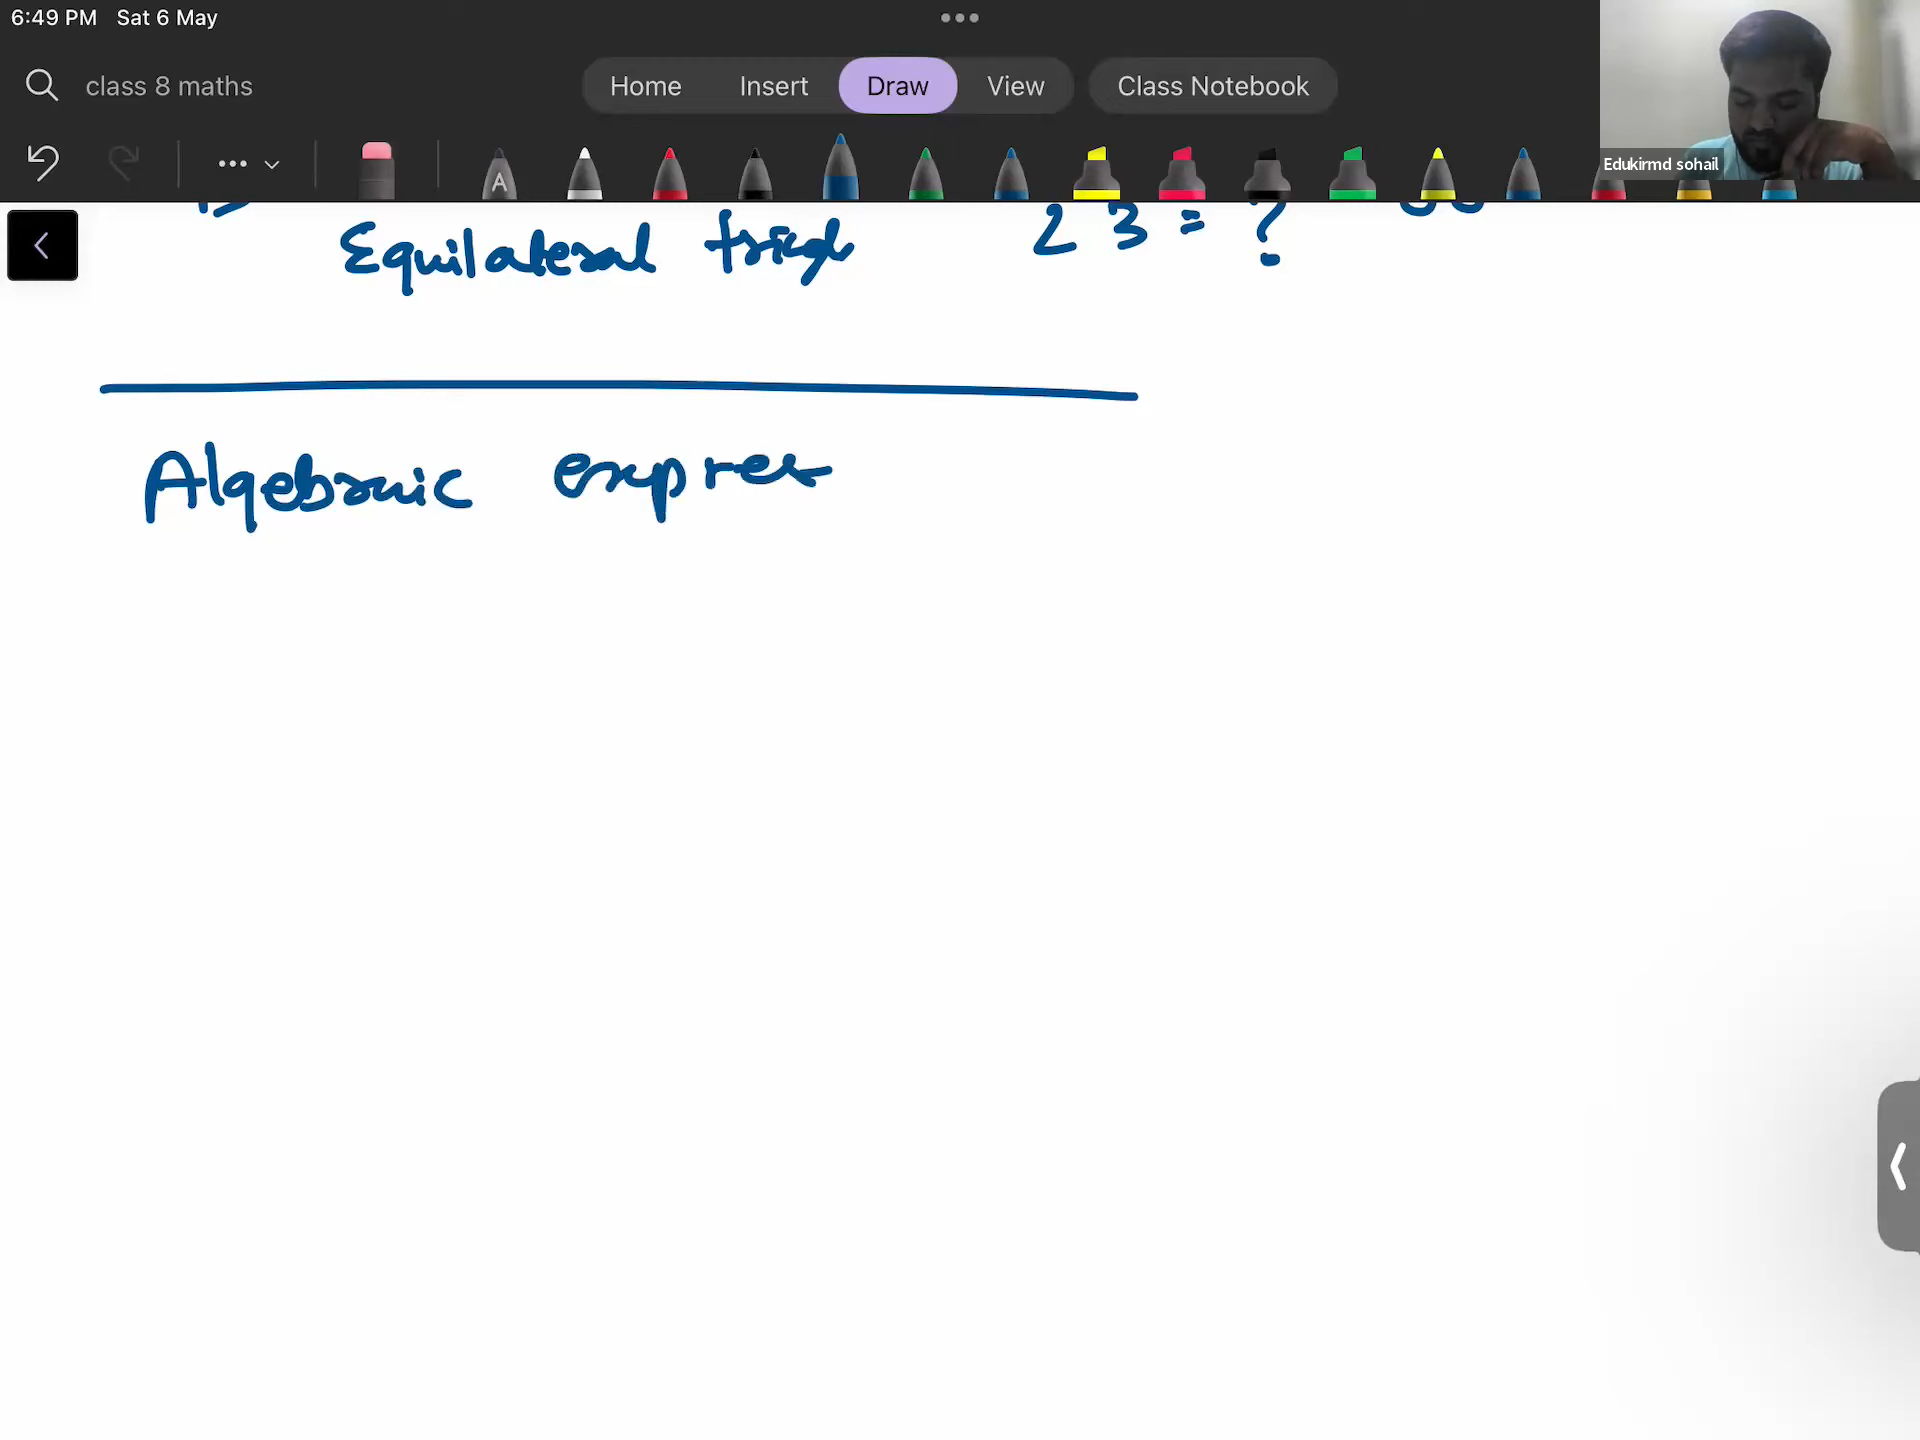 6:49 PM Sat 6 May
class 8 maths
Home Insert Draw View Class Notebook
A
Edukirmd sohail
Equilateral 2 3 = ?
Algebraic expres